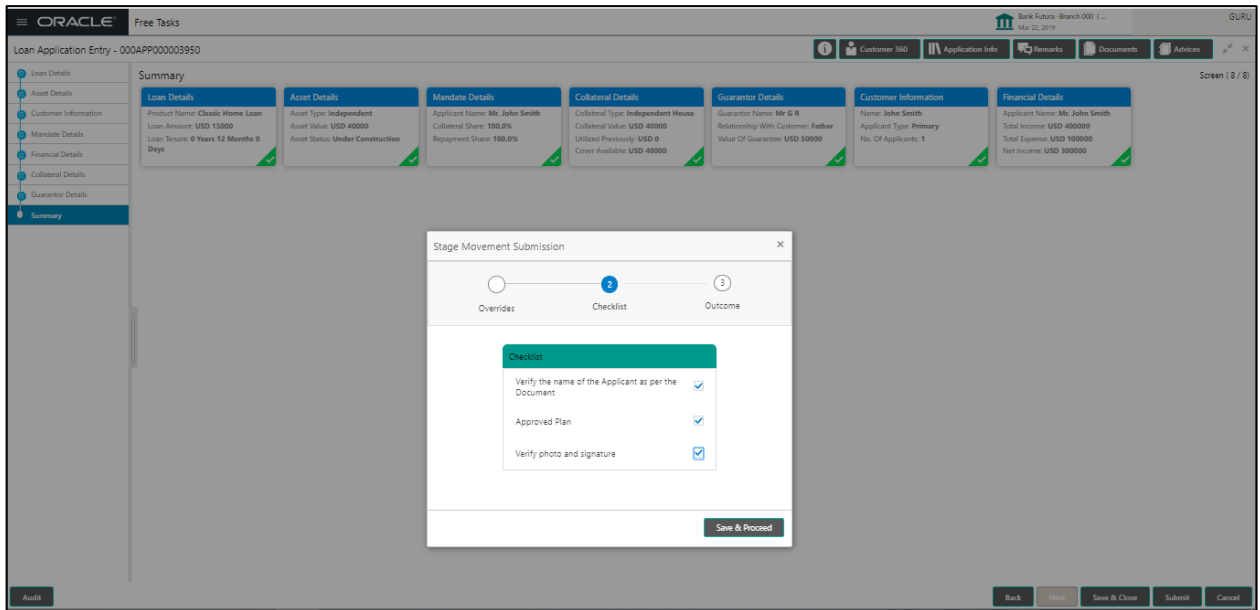 ORACLE
Free Tasks
Bank Futura -Branch 000 (...
Mar 22, 2019
GURU
Loan Application Entry - 000APP000003950
Customer 360
Application Info
Remarks
Documents
Advices
Loan Details
Asset Details
Customer Information
Mandate Details
Financial Details
Collateral Details
Guarantor Details
Summary
Summary
Screen ( 8 / 8)
Loan Details
Product Name: Classic Home Loan
Loan Amount: USD 15000
Loan Tenure: 0 Years 12 Months 0
Days
Asset Details
Asset Type: Independent
Asset Value: USD 40000
Asset Status: Under Construction
Mandate Details
Applicant Name: Mr. John Smith
Collateral Share: 100.0%
Repayment Share: 100.0%
Collateral Details
Collateral Type: Independent House
Collateral Value: USD 40000
Utilized Previously: USD 0
Cover Available: USD 40000
Guarantor Details
Guarantor Name: Mr G R
Relationship With Customer: Father
Value Of Guarantee: USD 50000
Customer Information
Name: John Smith
Applicant Type: Primary
No. Of Applicants: 1
Financial Details
Applicant Name: Mr. John Smith
Total Income: USD 400000
Total Expense: USD 100000
Net Income: USD 300000
Stage Movement Submission
2
3
Overrides
Checklist
Outcome
Checklist
Verify the name of the Applicant as per the
Document
Approved Plan
Verify photo and signature
Save & Proceed
Audit
Back
Next
Save & Close
Submit
Cancel